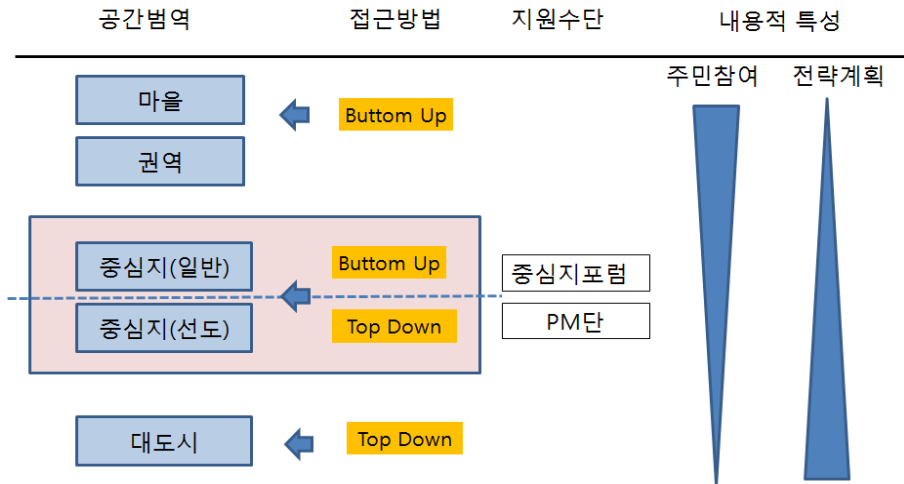 공간범역 접근방법 지원수단 내용적 특성
주민참여 전략계획
마을
Buttom Up
권역
중심지(일반)
Buttom Up
중심지포럼
중심지(선도)
Top Down
PM단
대도시
Top Down